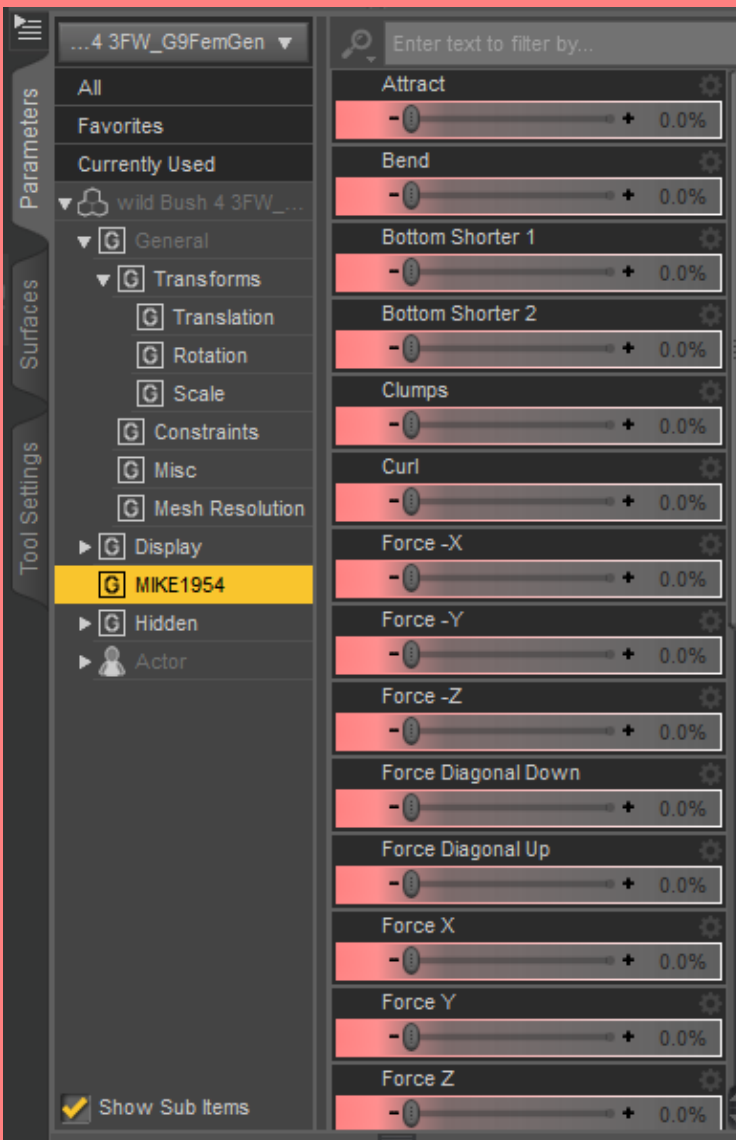 Parameters
Surfaces
Tool Settings
...4 3FW_G9FemGen
All
Favorites
Currently Used
wild Bush 4 3FW_...
General
Transforms
Translation
Rotation
Scale
Constraints
Misc
Mesh Resolution
Display
MIKE1954
Hidden
Actor
Show Sub Items
Enter text to filter by...
Attract
0.0%
Bend
0.0%
Bottom Shorter 1
0.0%
Bottom Shorter 2
0.0%
Clumps
0.0%
Curl
0.0%
Force -X
0.0%
Force -Y
0.0%
Force -Z
0.0%
Force Diagonal Down
0.0%
Force Diagonal Up
0.0%
Force X
0.0%
Force Y
0.0%
Force Z
0.0%